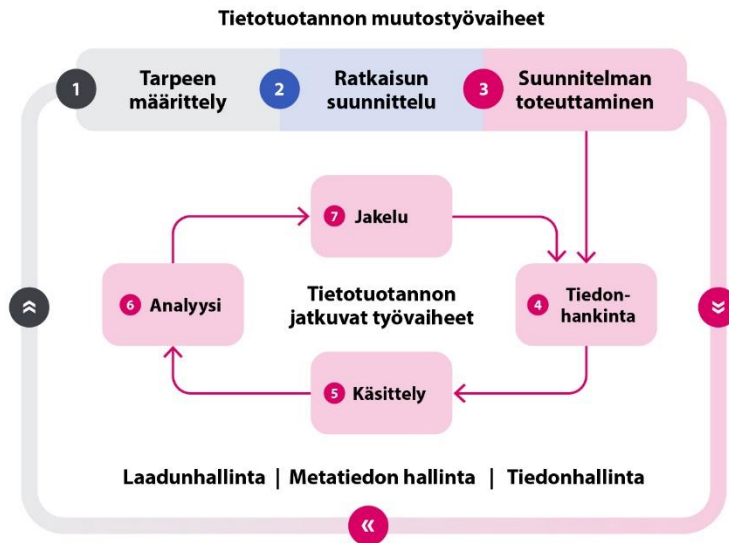 Tietotuotannon muutostyövaiheet
1 Tarpeen
määrittely
2 Ratkaisun
suunnittelu
3 Suunnitelman
toteuttaminen
7 Jakelu
6 Analyysi
Tietotuotannon
jatkuvat työvaiheet
4 Tiedon-
hankinta
5 Käsittely
Laadunhallinta | Metatiedon hallinta | Tiedonhallinta